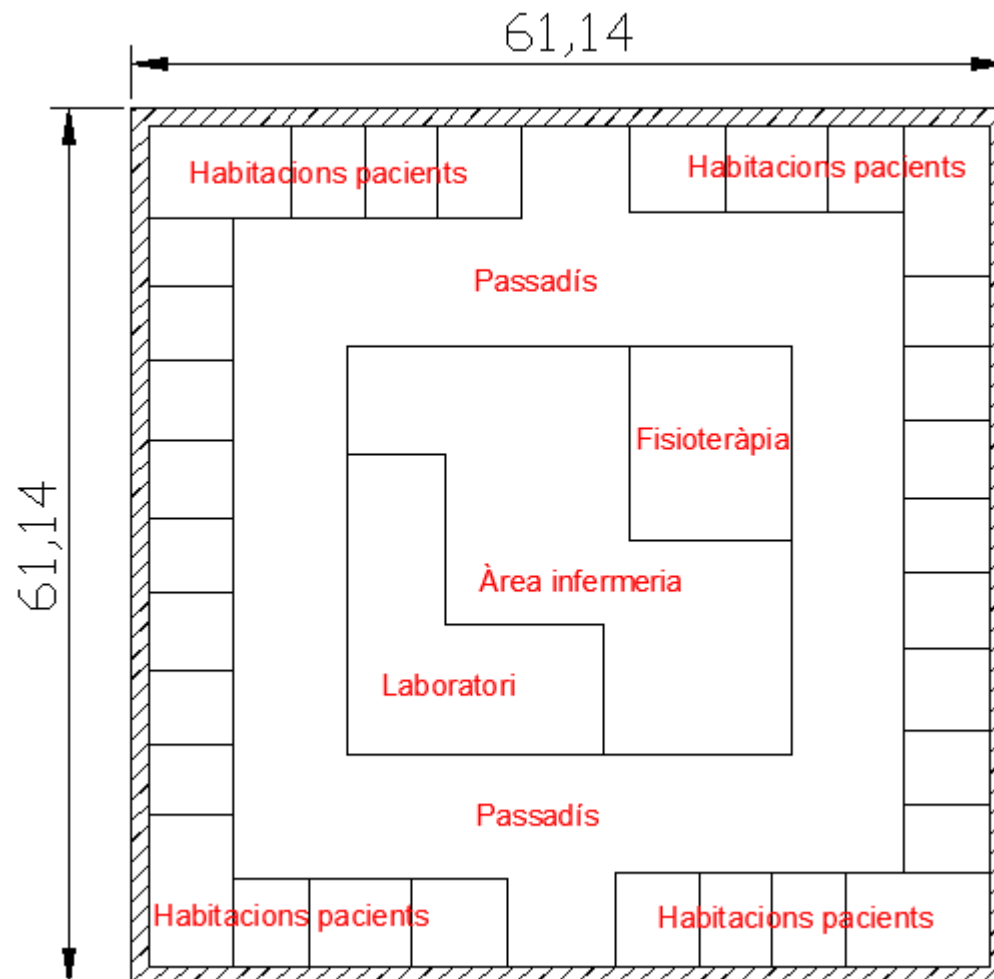 61,14
Habitacions pacients
Habitacions pacients
Passadís
Fisioteràpia
61,14
Àrea infermeria
Laboratori
Passadís
Habitacions pacients
Habitacions pacients